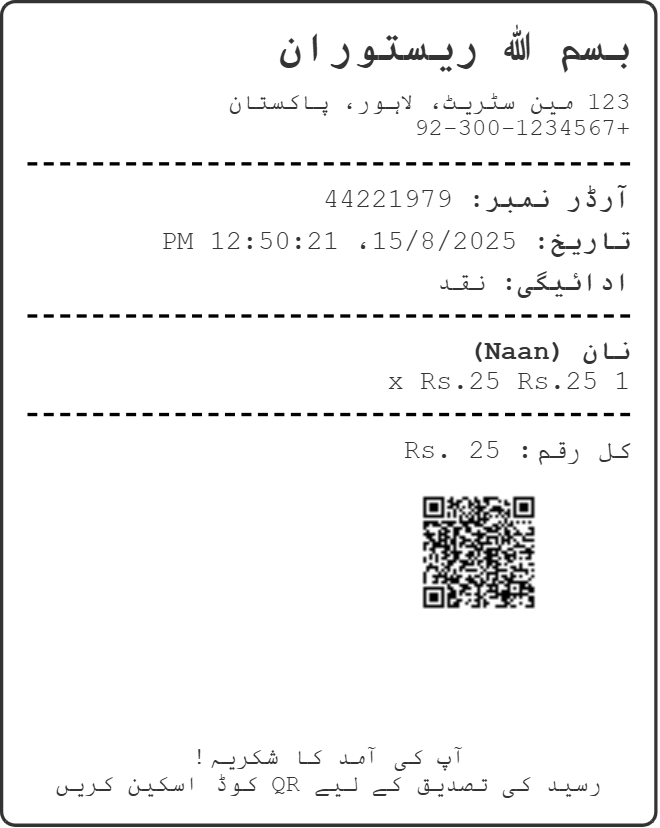 بسم اللہ ریستوران
123 مین سٹریٹ، لاہور، پاکستان
+92-300-1234567
آرڈر نمبر: 44221979
تاریخ: 15/8/2025، 12:50:21 PM
ادائیگی: نقد
نان (Naan)
1 x Rs.25 Rs.25
کل رقم: Rs. 25
آپ کی آمد کا شکریہ!
رسید کی تصدیق کے لیے QR کوڈ اسکین کریں